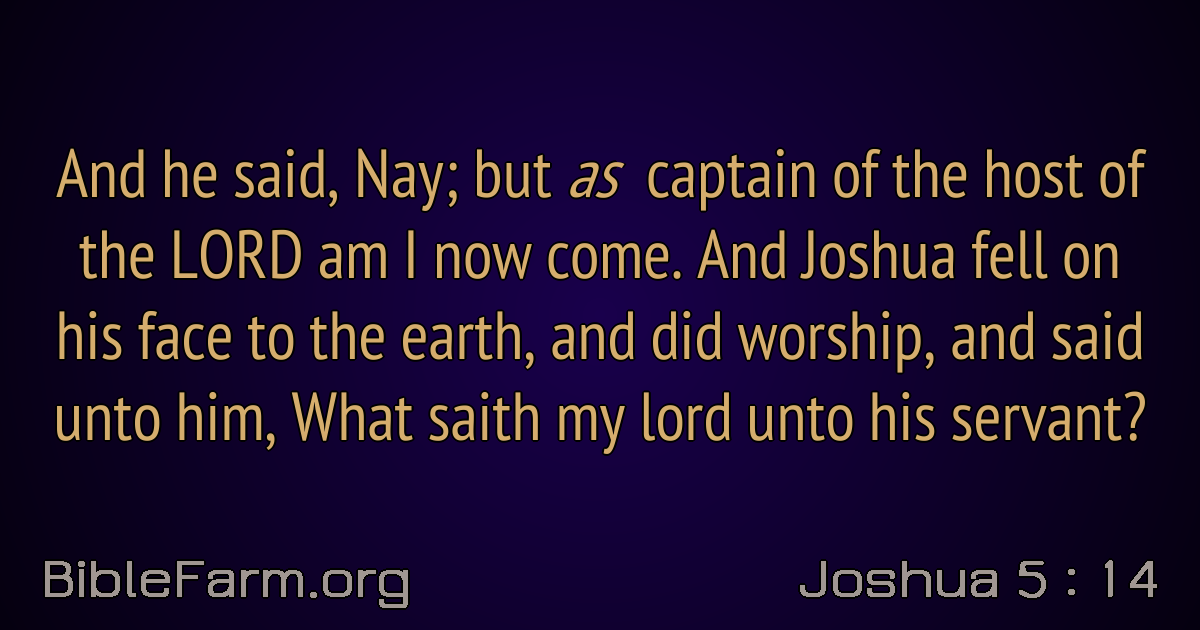 And he said, Nay; but as captain of the host of
the LORD am I now come. And Joshua fell on
his face to the earth, and did worship, and said
unto him, What saith my lord unto his servant?
BibleFarm.org
Joshua 5 : 14